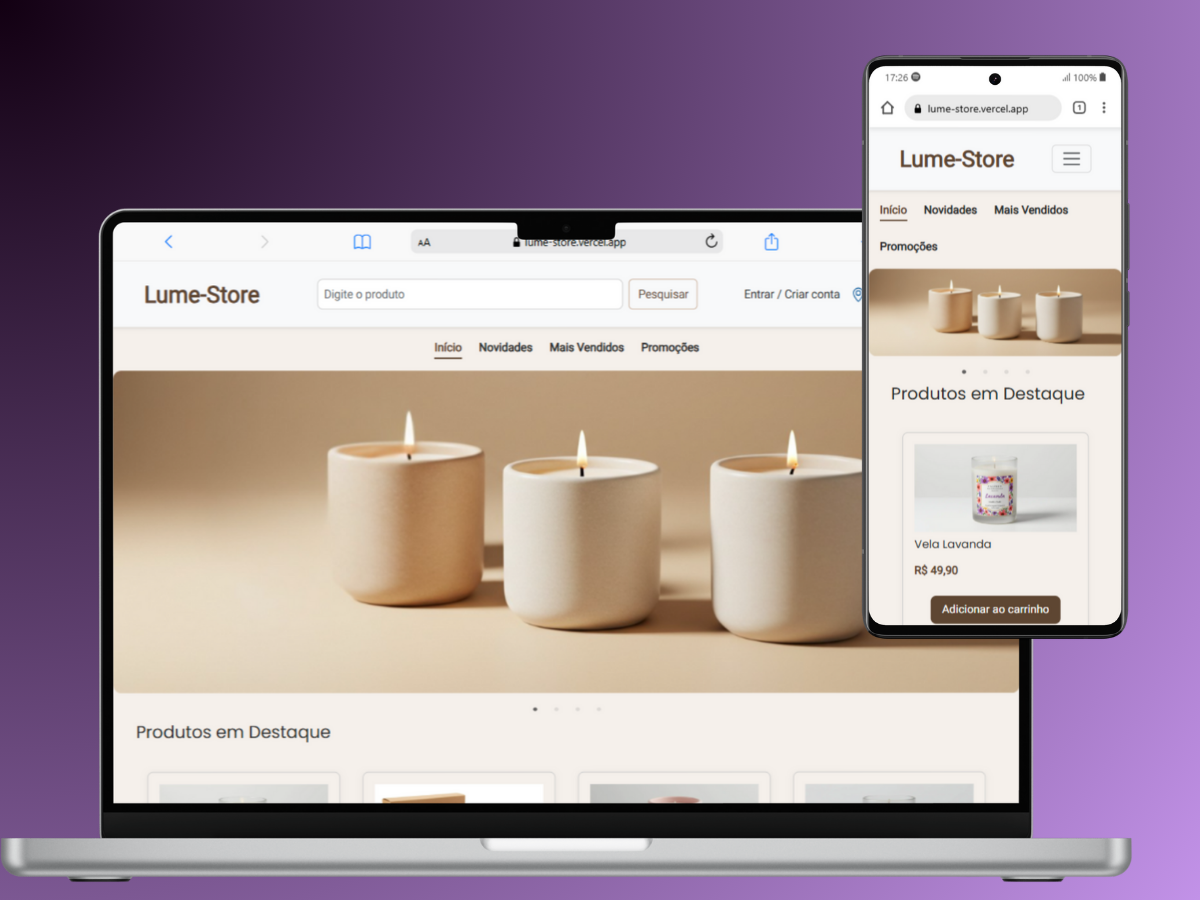 AA lume-store.vercel.app
Lume-Store Digite o produto Pesquisar Entrar / Criar conta
Início Novidades Mais Vendidos Promoções
Produtos em Destaque
17:26 100%
lume-store.vercel.app 1
Lume-Store
Início Novidades Mais Vendidos
Promoções
Produtos em Destaque
Lavanda
Vela Lavanda
R$ 49,90
Adicionar ao carrinho